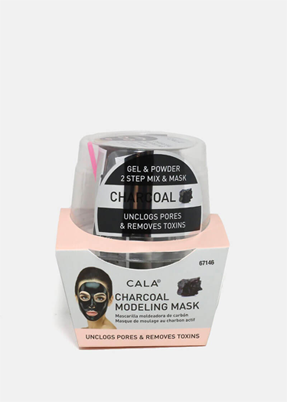 GEL & POWDER
2 STEP MIX & MASK
CHARCOAL
UNCLOGS PORES
& REMOVES TOXINS
67146
CALA®
CHARCOAL
MODELING MASK
Mascarilla moldeadora de carbón
Masque de moulage au charbon actif
UNCLOGS PORES & REMOVES TOXINS